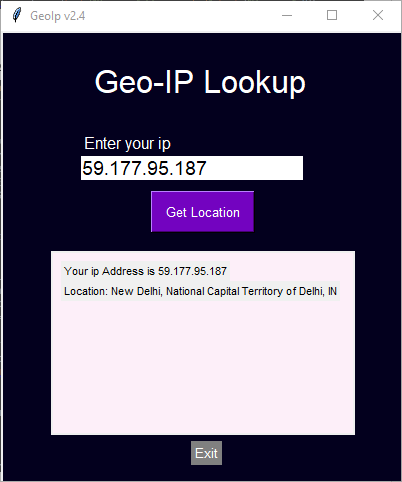 GeoIp v2.4
Geo-IP Lookup
Enter your ip
59.177.95.187
Get Location
Your ip Address is 59.177.95.187
Location: New Delhi, National Capital Territory of Delhi, IN
Exit